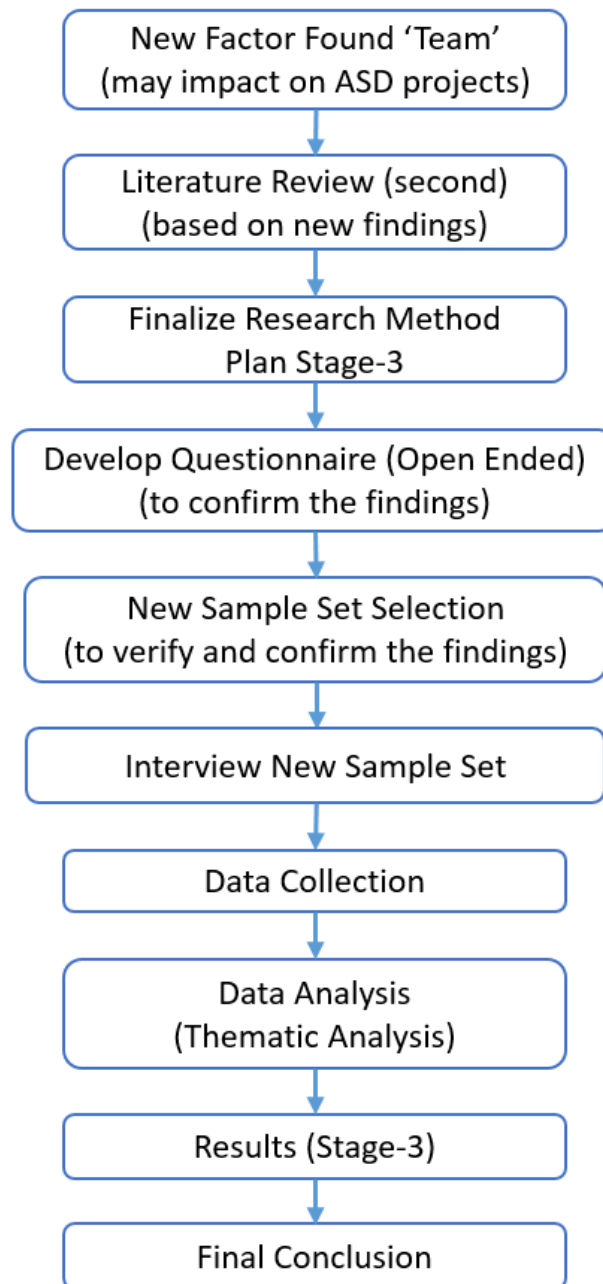 New Factor Found ‘Team’
(may impact on ASD projects)
Literature Review (second)
(based on new findings)
Finalize Research Method
Plan Stage-3
Develop Questionnaire (Open Ended)
(to confirm the findings)
New Sample Set Selection
(to verify and confirm the findings)
Interview New Sample Set
Data Collection
Data Analysis
(Thematic Analysis)
Results (Stage-3)
Final Conclusion